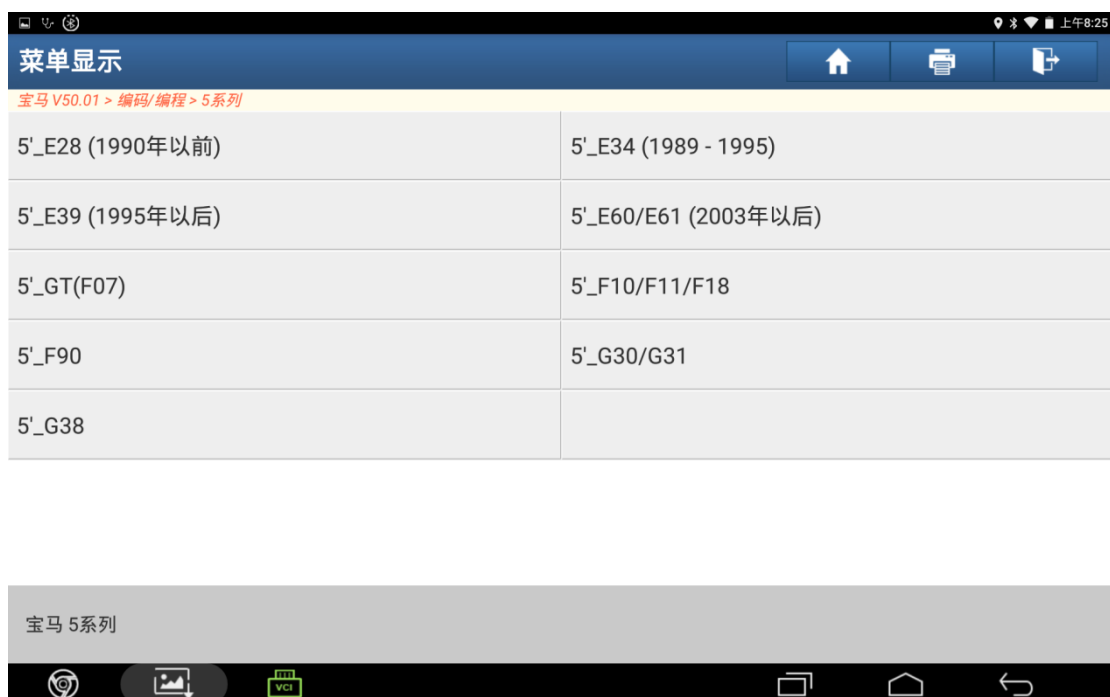 上午8:25
菜单显示
宝马 V50.01 > 编码/编程 > 5系列
5'_E28 (1990年以前)
5'_E34 (1989 - 1995)
5'_E39 (1995年以后)
5'_E60/E61 (2003年以后)
5'_GT(F07)
5'_F10/F11/F18
5'_F90
5'_G30/G31
5'_G38
宝马 5系列
VCI